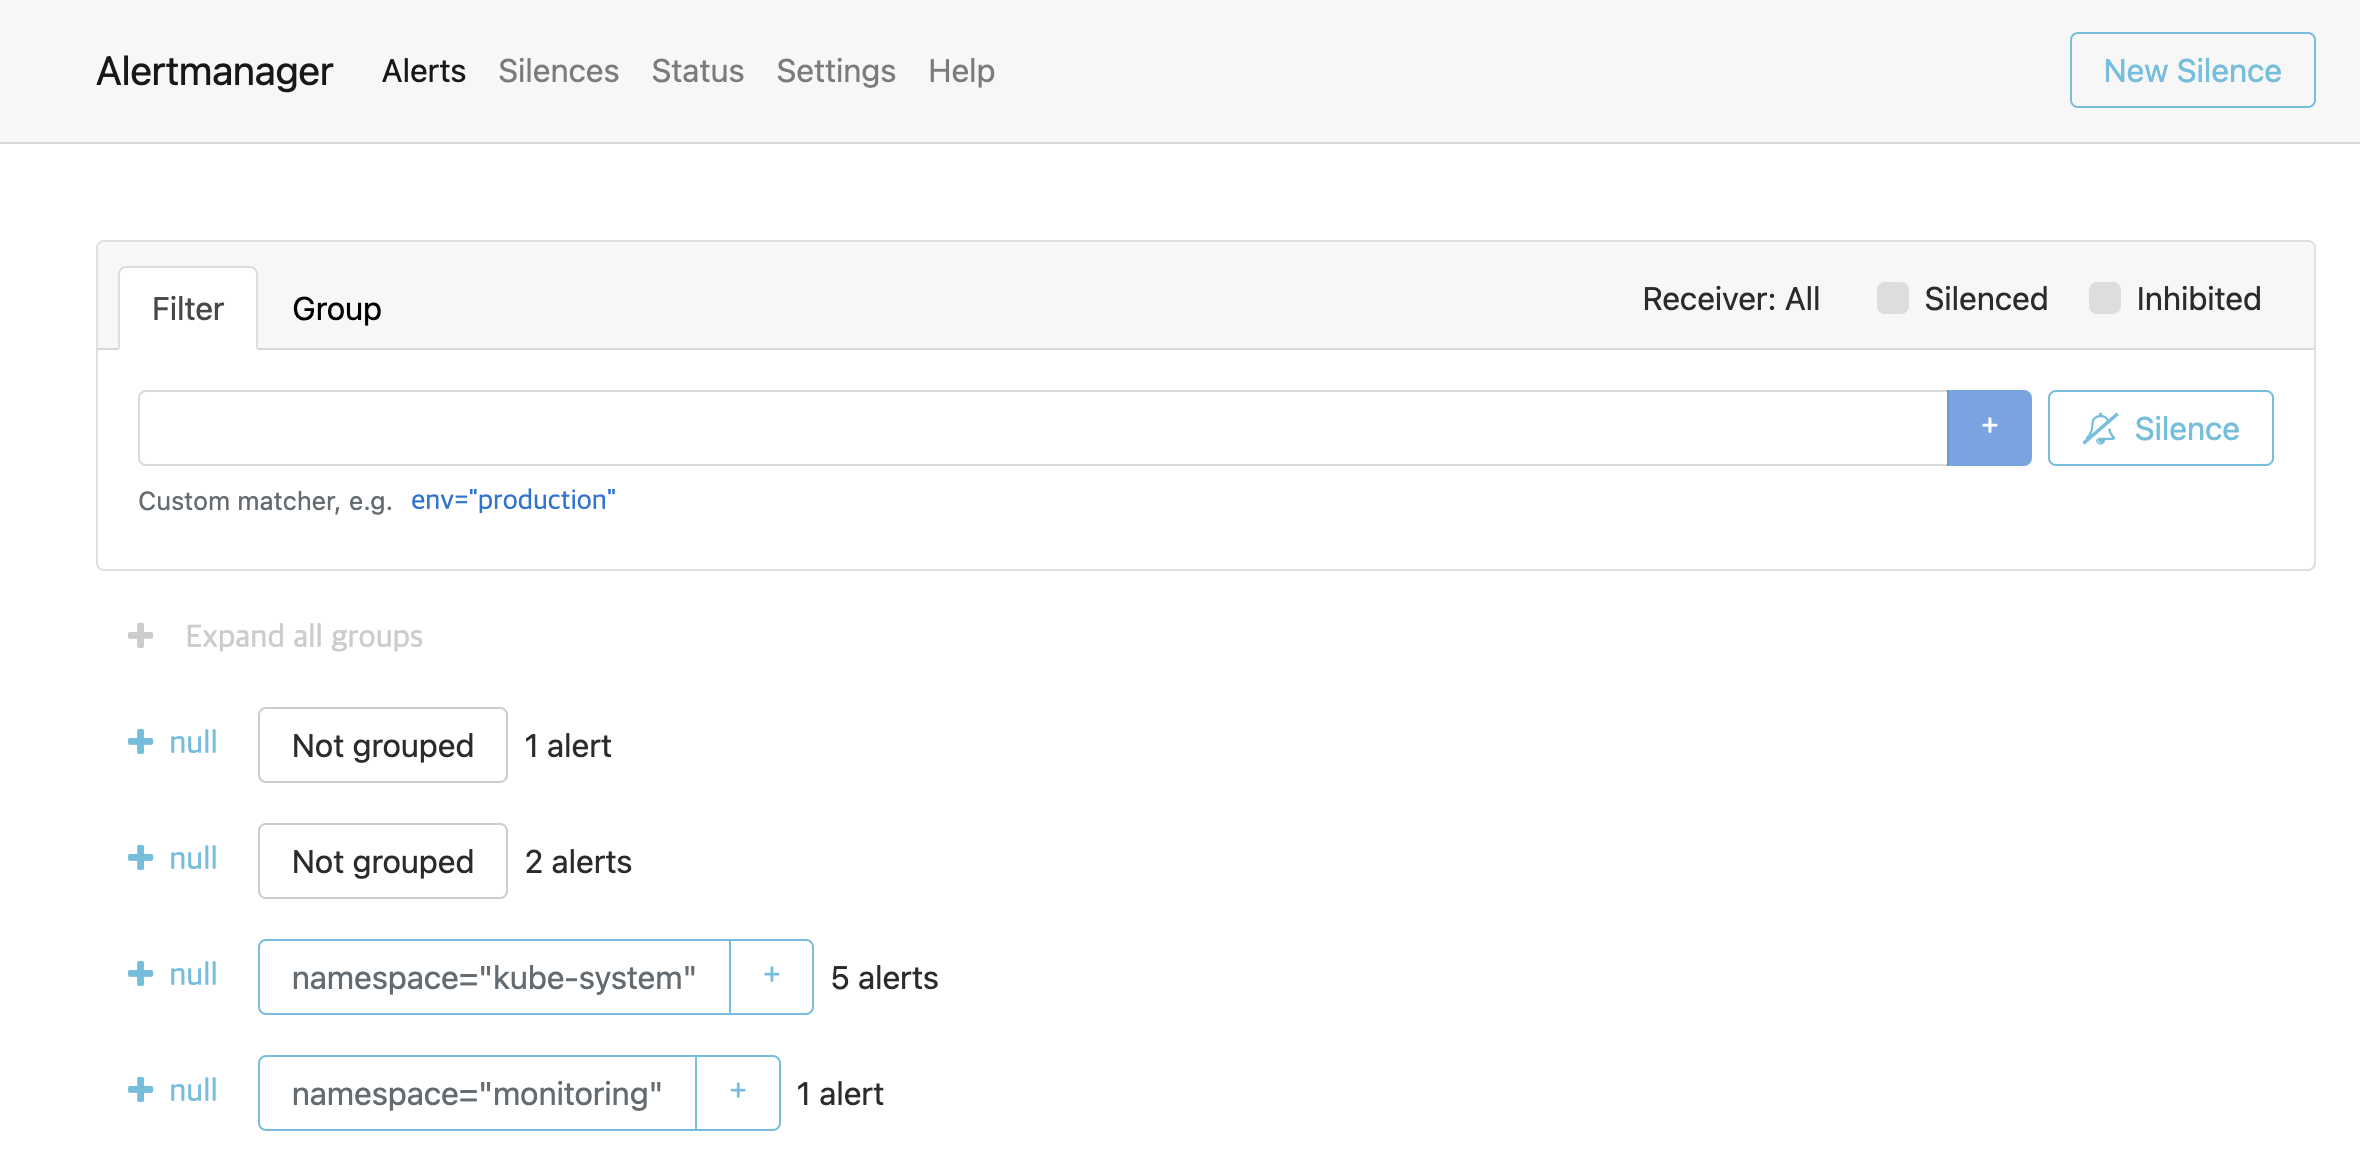 Alertmanager Alerts Silences Status Settings Help New Silence
Filter Group Receiver: All Silenced Inhibited
+ Silence
Custom matcher, e.g. env="production"
+ Expand all groups
+ null Not grouped 1 alert
+ null Not grouped 2 alerts
+ null namespace="kube-system" + 5 alerts
+ null namespace="monitoring" + 1 alert